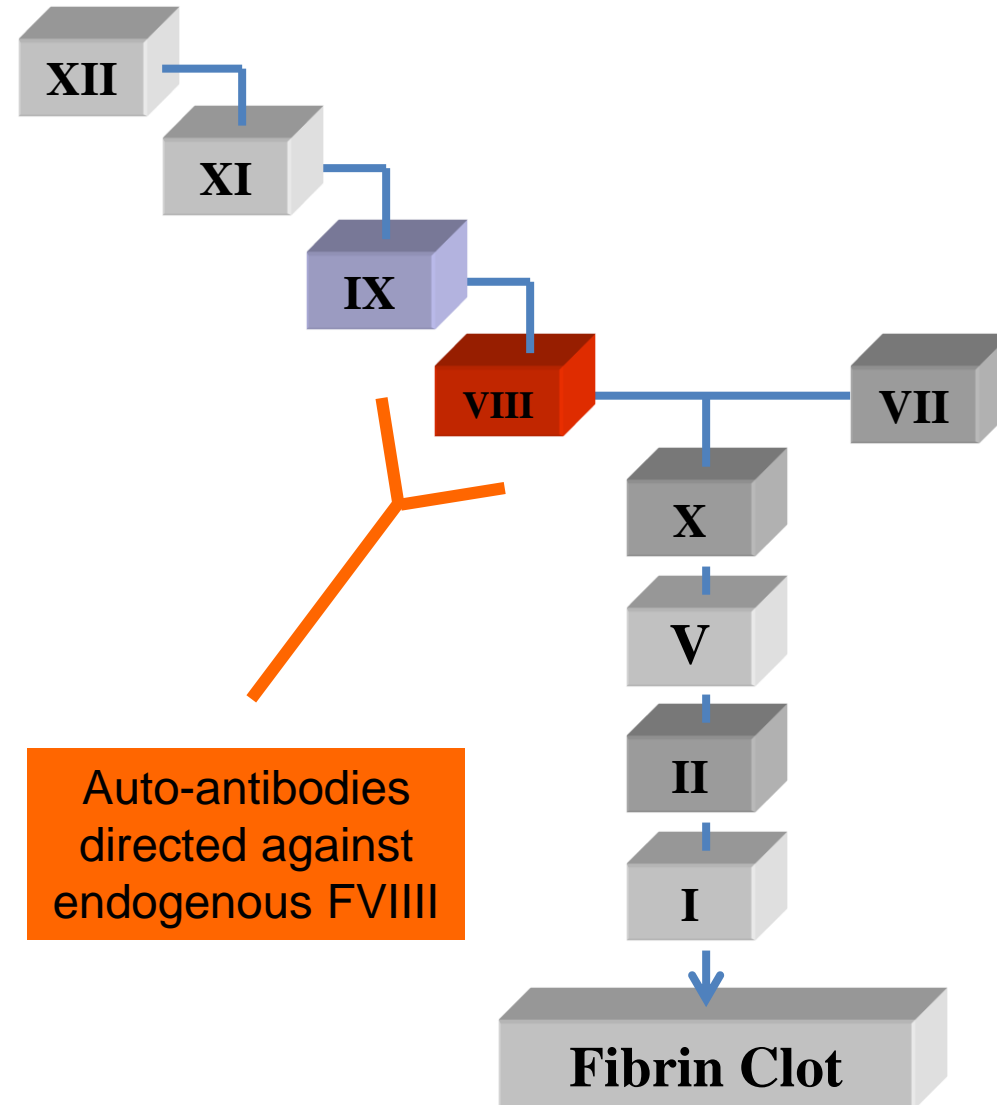 XII
XI
IX
VIII
VII
X
V
II
I
Auto-antibodies
directed against
endogenous FVIIII
Fibrin Clot